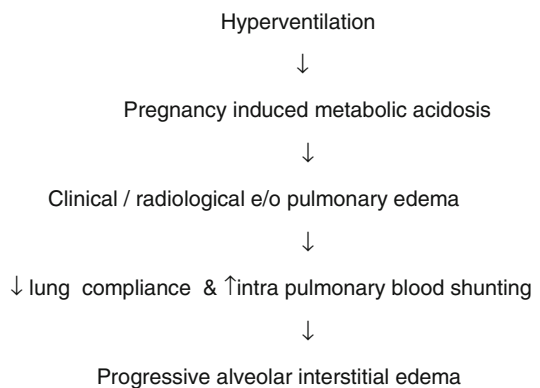 Hyperventilation
↓
Pregnancy induced metabolic acidosis
↓
Clinical / radiological e/o pulmonary edema
↓
↓ lung compliance & ↑intra pulmonary blood shunting
↓
Progressive alveolar interstitial edema